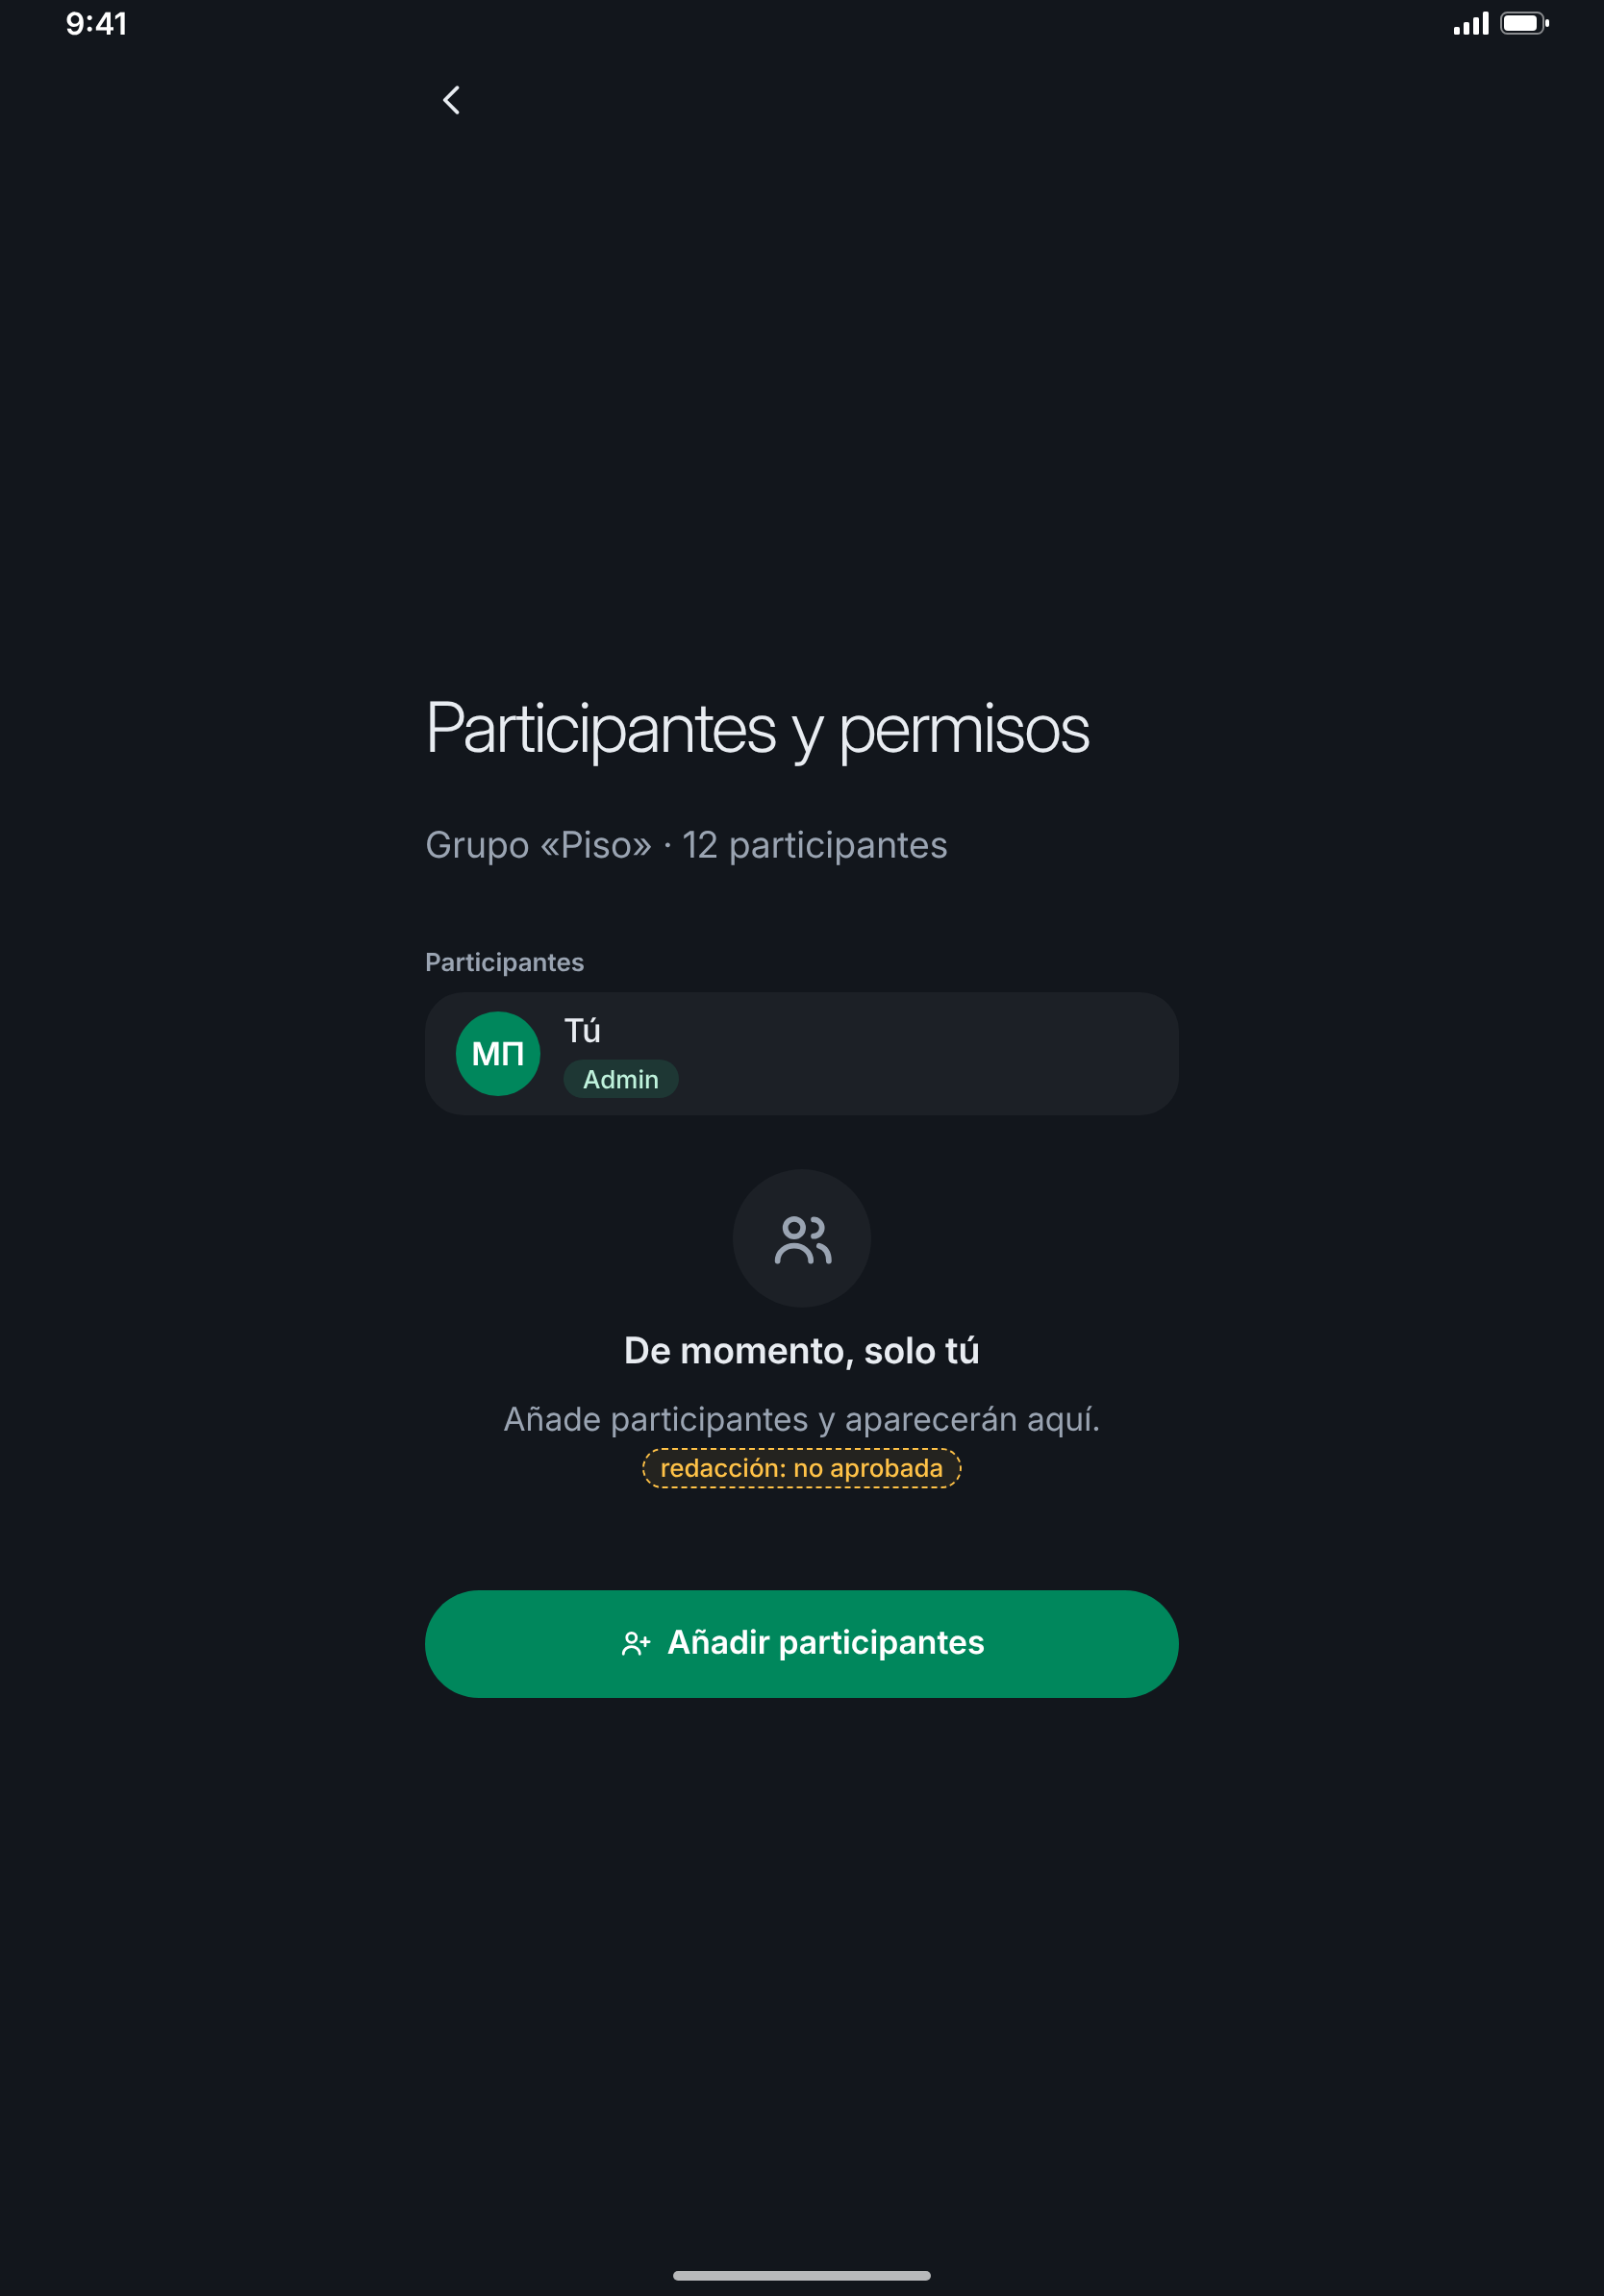 9:41
Participantes y permisos
Grupo «Piso» · 12 participantes
Participantes
МП
Tú
Admin
De momento, solo tú
Añade participantes y aparecerán aquí.
redacción: no aprobada
Añadir participantes